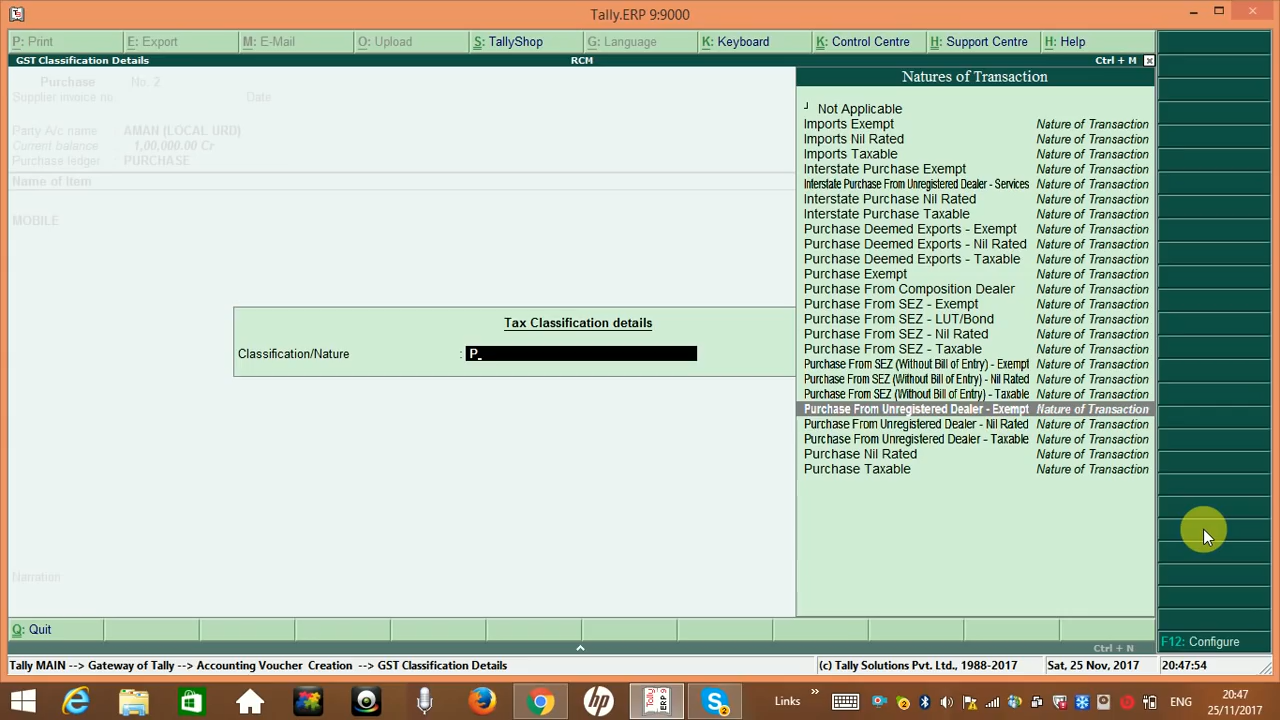 Tally.ERP 9:9000
P: Print E: Export M: E-Mail O: Upload S: TallyShop G: Language K: Keyboard K: Control Centre H: Support Centre H: Help
GST Classification Details RCM Ctrl + M
Purchase No. 2
Supplier invoice no Date
Party A/c name AMAN (LOCAL URD)
Current balance 1,00,000.00 Cr
Purchase ledger PURCHASE
Name of Item
MOBILE
Tax Classification details
Classification/Nature : P
Narration
Natures of Transaction
Not Applicable
Imports Exempt Nature of Transaction
Imports Nil Rated Nature of Transaction
Imports Taxable Nature of Transaction
Interstate Purchase Exempt Nature of Transaction
Interstate Purchase From Unregistered Dealer - Services Nature of Transaction
Interstate Purchase Nil Rated Nature of Transaction
Interstate Purchase Taxable Nature of Transaction
Purchase Deemed Exports - Exempt Nature of Transaction
Purchase Deemed Exports - Nil Rated Nature of Transaction
Purchase Deemed Exports - Taxable Nature of Transaction
Purchase Exempt Nature of Transaction
Purchase From Composition Dealer Nature of Transaction
Purchase From SEZ - Exempt Nature of Transaction
Purchase From SEZ - LUT/Bond Nature of Transaction
Purchase From SEZ - Nil Rated Nature of Transaction
Purchase From SEZ - Taxable Nature of Transaction
Purchase From SEZ (Without Bill of Entry) - Exempt Nature of Transaction
Purchase From SEZ (Without Bill of Entry) - Nil Rated Nature of Transaction
Purchase From SEZ (Without Bill of Entry) - Taxable Nature of Transaction
Purchase From Unregistered Dealer - Exempt Nature of Transaction
Purchase From Unregistered Dealer - Nil Rated Nature of Transaction
Purchase From Unregistered Dealer - Taxable Nature of Transaction
Purchase Nil Rated Nature of Transaction
Purchase Taxable Nature of Transaction
Q: Quit
F12: Configure
Ctrl + N
Tally MAIN --> Gateway of Tally --> Accounting Voucher Creation --> GST Classification Details (c) Tally Solutions Pvt. Ltd., 1988-2017 Sat, 25 Nov, 2017 20:47:54
Links » ENG 20:47
25/11/2017